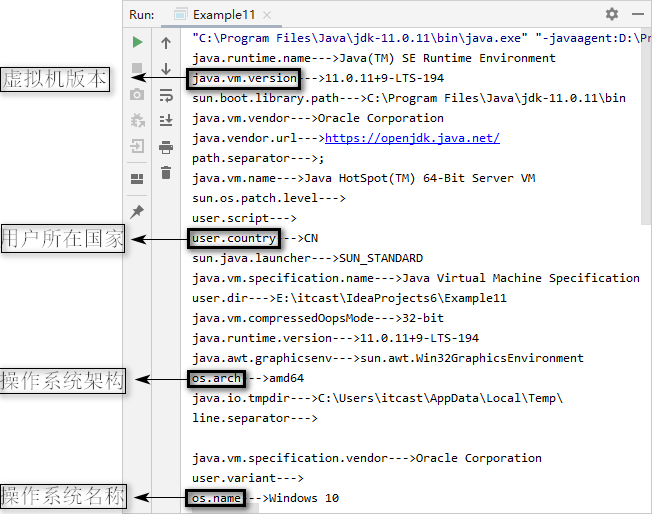 Run: Example11
"C:\Program Files\Java\jdk-11.0.11\bin\java.exe" "-javaagent:D:\Pr
java.runtime.name--->Java(TM) SE Runtime Environment
虚拟机版本
java.vm.version--->11.0.11+9-LTS-194
sun.boot.library.path--->C:\Program Files\Java\jdk-11.0.11\bin
java.vm.vendor--->Oracle Corporation
java.vendor.url--->https://openjdk.java.net/
path.separator--->;
java.vm.name--->Java HotSpot(TM) 64-Bit Server VM
sun.os.patch.level--->
user.script--->
用户所在国家
user.country--->CN
sun.java.launcher--->SUN_STANDARD
java.vm.specification.name--->Java Virtual Machine Specification
user.dir--->E:\itcast\IdeaProjects6\Example11
java.vm.compressedOopsMode--->32-bit
java.runtime.version--->11.0.11+9-LTS-194
java.awt.graphicsenv--->sun.awt.Win32GraphicsEnvironment
操作系统架构
os.arch-->amd64
java.io.tmpdir--->C:\Users\itcast\AppData\Local\Temp\
line.separator--->
java.vm.specification.vendor--->Oracle Corporation
user.variant--->
操作系统名称
os.name-->Windows 10